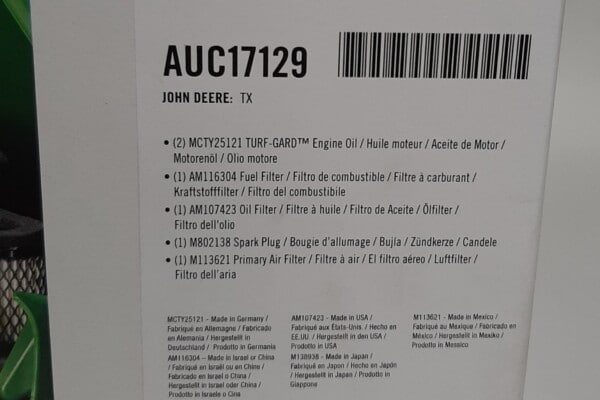 AUC17129
JOHN DEERE: TX
• (2) MCTY25121 TURF-GARD™ Engine Oil / Huile moteur / Aceite de Motor /
Motorenöl / Olio motore
• (1) AM116304 Fuel Filter / Filtro de combustible / Filtre à carburant /
Kraftstofffilter / Filtro del combustibile
• (1) AM107423 Oil Filter / Filtre à huile / Filtro de Aceite / Ölfilter /
Filtro dell'olio
• (1) M802138 Spark Plug / Bougie d'allumage / Bujía / Zündkerze / Candele
• (1) M113621 Primary Air Filter / Filtre à air / El filtro aéreo / Luftfilter /
Filtro dell'aria
MCTY25121 - Made in Germany /
Fabriqué en Allemagne / Fabricado
en Alemania / Hergestellt in
Deutschland / Prodotto in Germania
AM116304 – Made in Israel or China
/ Fabriqué en Israël ou en Chine /
Fabricado en Israel o China /
Hergestellt in Israel oder China /
Prodotto in Israele o Cina
AM107423 - Made in USA /
Fabriqué aux États-Unis. / Hecho en
EE.UU. / Hergestellt in den USA /
Prodotto in USA
M138938 - Made in Japan /
Fabriqué en Japon / Hecho en Japón
/ Hergestellt in Japan / Prodotto in
Giappone
M113621 - Made in Mexico /
Fabriqué au Mexique / Fabricado en
México / Hergestellt in Mexiko /
Prodotto in Messico